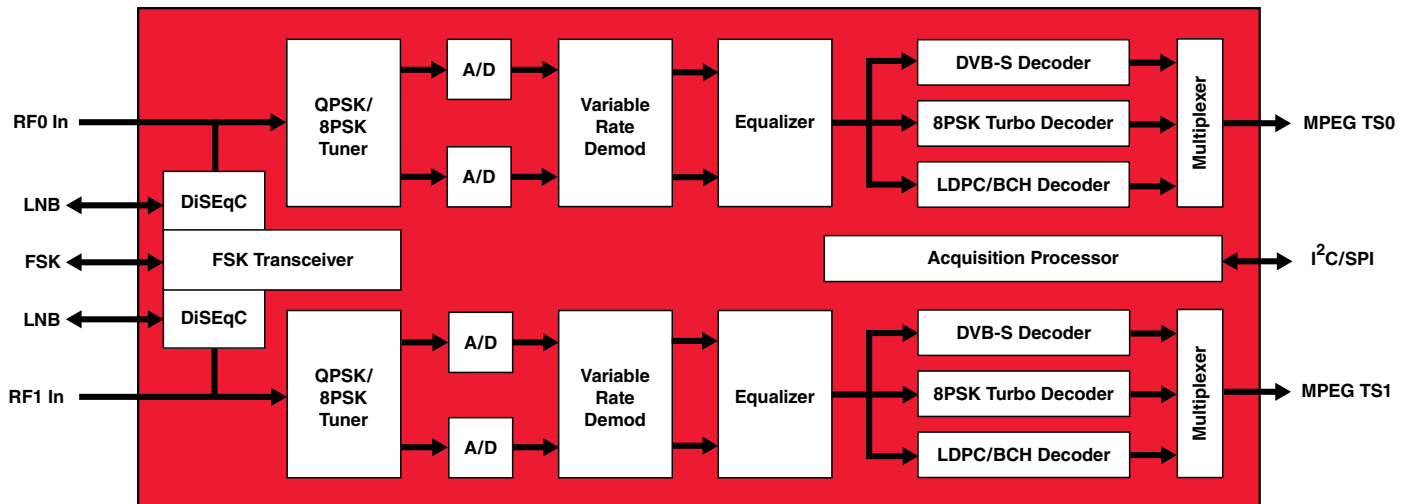 RF0 In
LNB
FSK
LNB
RF1 In
DiSEqC
FSK Transceiver
DiSEqC
QPSK/
8PSK
Tuner
A/D
A/D
Variable
Rate
Demod
Equalizer
DVB-S Decoder
8PSK Turbo Decoder
LDPC/BCH Decoder
Multiplexer
MPEG TS0
Acquisition Processor
I²C/SPI
QPSK/
8PSK
Tuner
A/D
A/D
Variable
Rate
Demod
Equalizer
DVB-S Decoder
8PSK Turbo Decoder
LDPC/BCH Decoder
Multiplexer
MPEG TS1